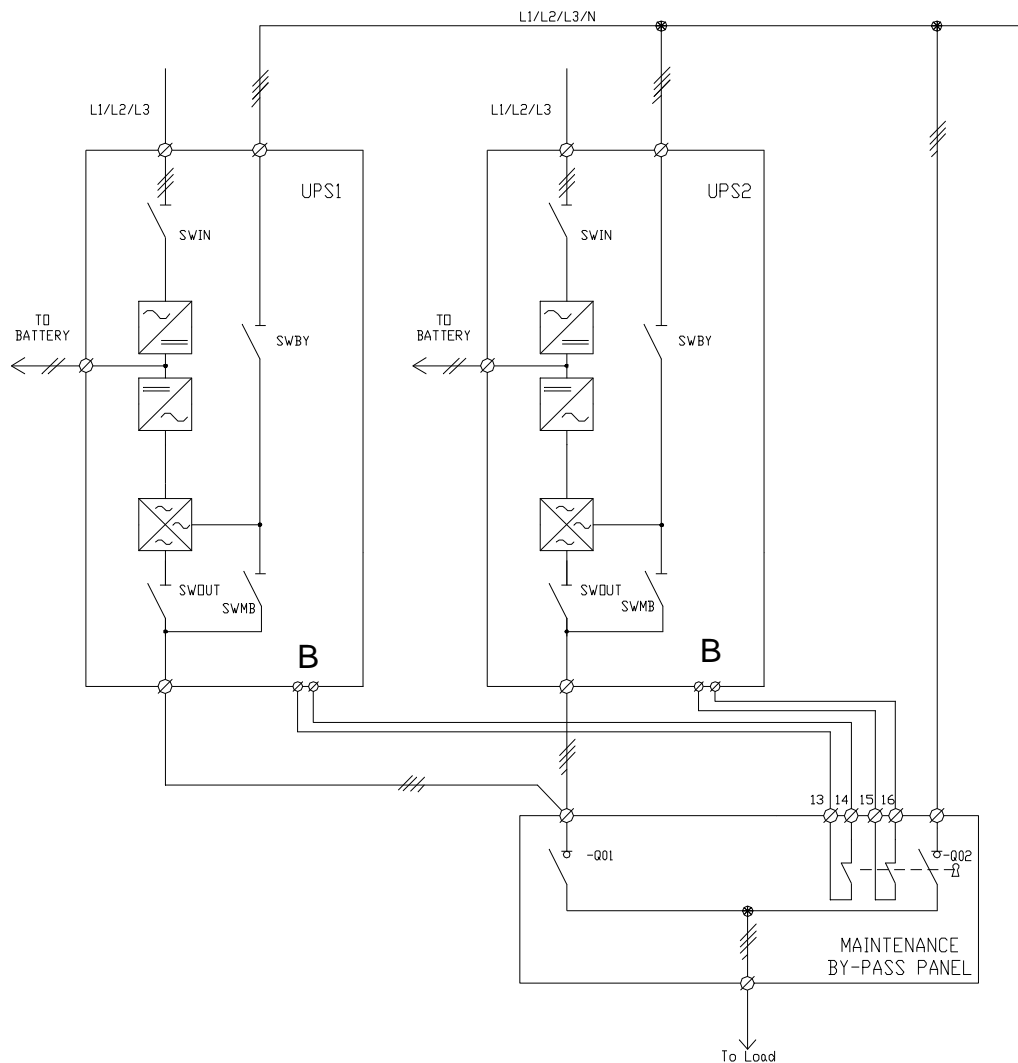 L1/L2/L3/N
L1/L2/L3
L1/L2/L3
UPS1
UPS2
SWIN
SWIN
TO
BATTERY
TO
BATTERY
SWBY
SWBY
SWOUT
SWMB
SWOUT
SWMB
B
B
13 14 15 16
-Q01
-Q02
MAINTENANCE
BY-PASS PANEL
To Load